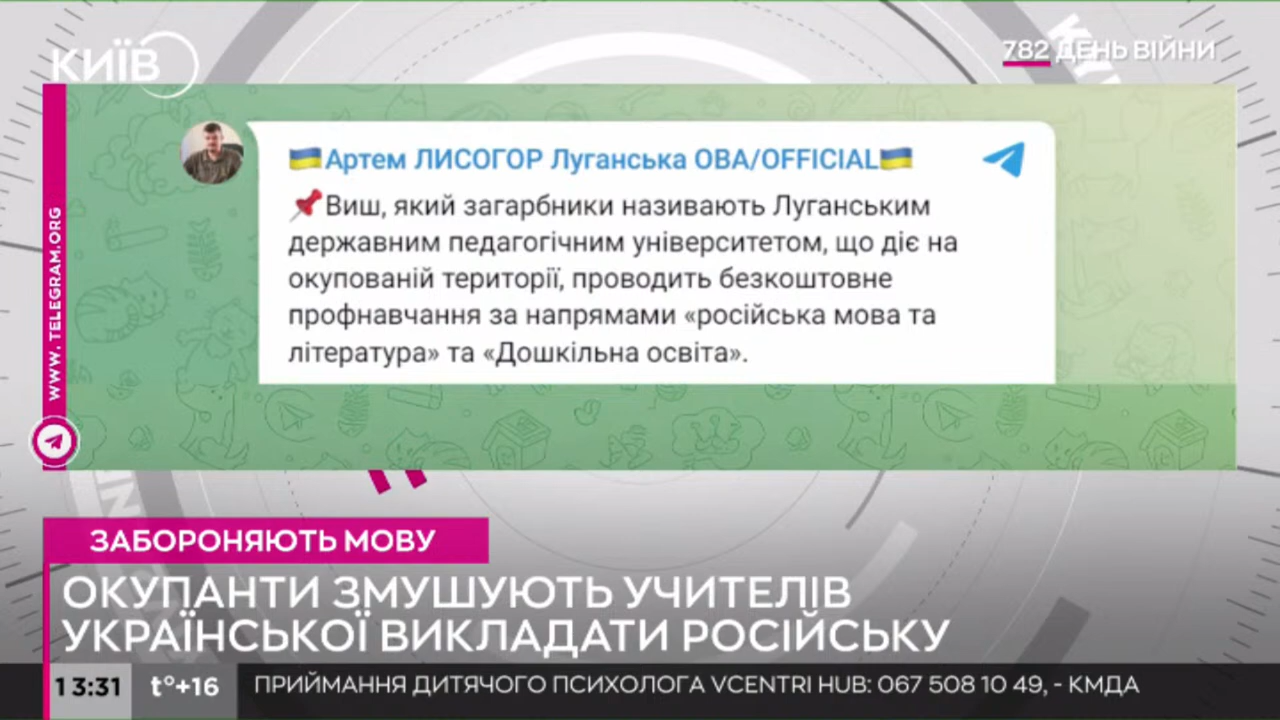 КИЇВ
782 ДЕНЬ ВІЙНИ
WWW. TELEGRAM.ORG
🇺🇦Артем ЛИСОГОР Луганська ОВА/OFFICIAL🇺🇦
📌Виш, який загарбники називають Луганським
державним педагогічним університетом, що діє на
окупованій території, проводить безкоштовне
профнавчання за напрямами «російська мова та
література» та «Дошкільна освіта».
ЗАБОРОНЯЮТЬ МОВУ
ОКУПАНТИ ЗМУШУЮТЬ УЧИТЕЛІВ
УКРАЇНСЬКОЇ ВИКЛАДАТИ РОСІЙСЬКУ
13:31 t°+16 ПРИЙМАННЯ ДИТЯЧОГО ПСИХОЛОГА VCENTRI HUB: 067 508 10 49, - КМДА